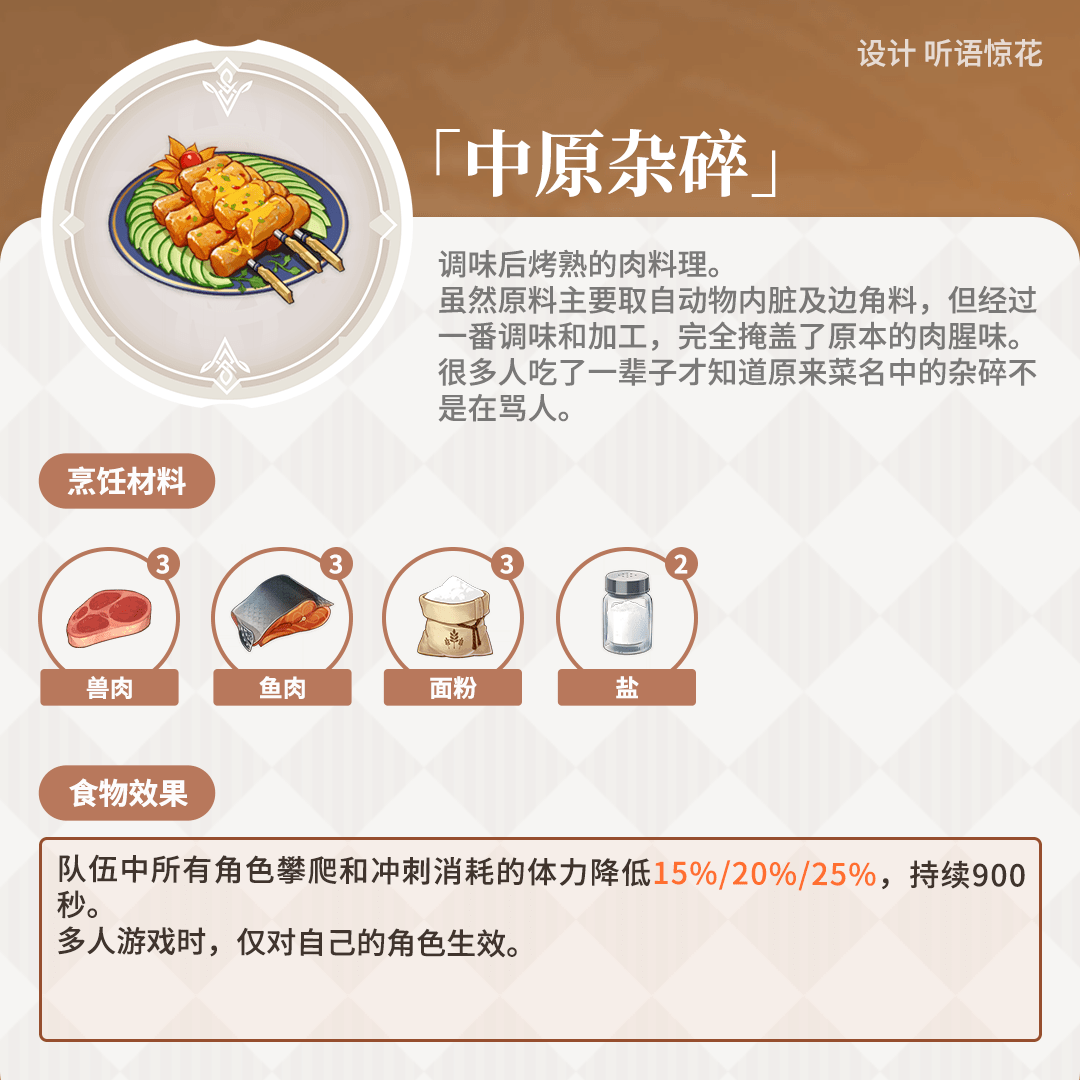 设计 听语惊花
「中原杂碎」
调味后烤熟的肉料理。
虽然原料主要取自动物内脏及边角料，但经过
一番调味和加工，完全掩盖了原本的肉腥味。
很多人吃了一辈子才知道原来菜名中的杂碎不
是在骂人。
烹饪材料
3
3
3
2
兽肉
鱼肉
面粉
盐
食物效果
队伍中所有角色攀爬和冲刺消耗的体力降低15%/20%/25%，持续900
秒。
多人游戏时，仅对自己的角色生效。